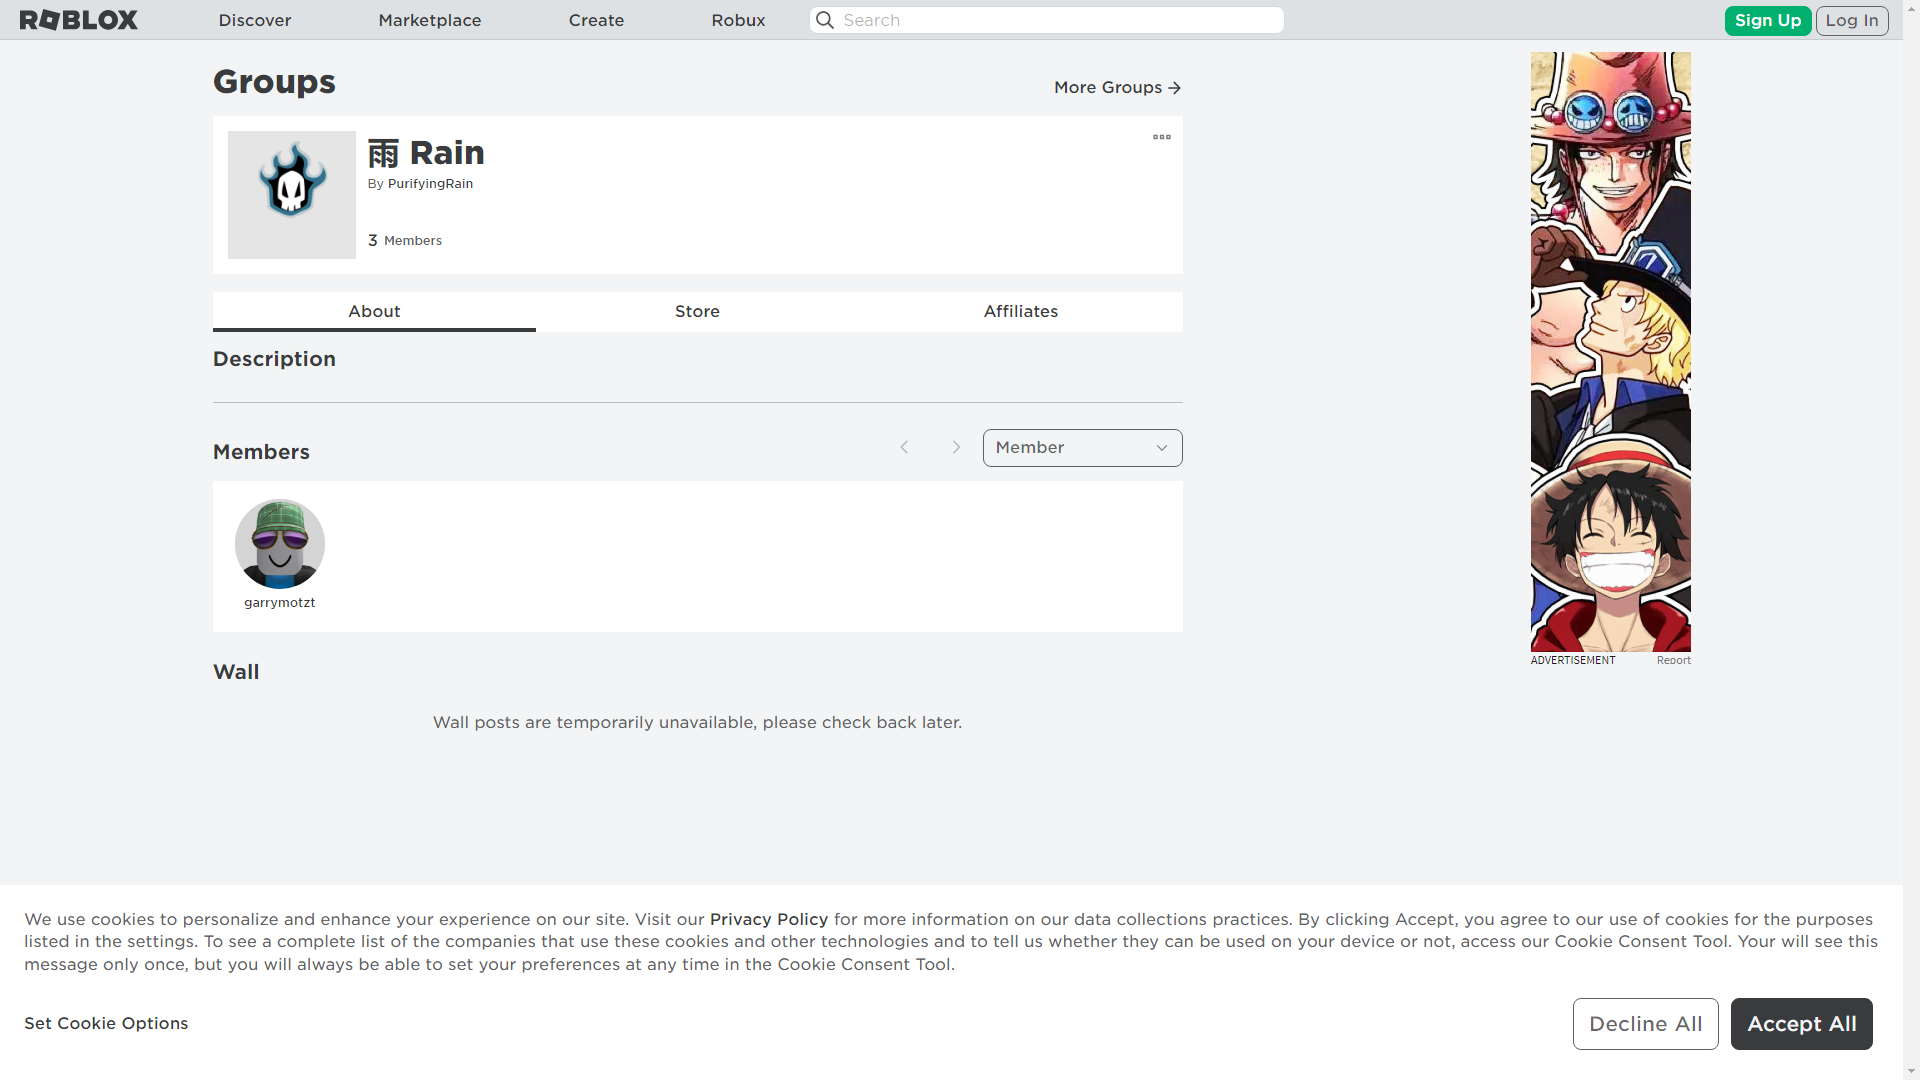 ROBLOX
Discover
Marketplace
Create
Robux
Search
Sign Up
Log In
Groups
More Groups
雨 Rain
By PurifyingRain
3 Members
About
Store
Affiliates
Description
Members
Member
garrymotzt
Wall
Wall posts are temporarily unavailable, please check back later.
ADVERTISEMENT
Report
We use cookies to personalize and enhance your experience on our site. Visit our Privacy Policy for more information on our data collections practices. By clicking Accept, you agree to our use of cookies for the purposes
listed in the settings. To see a complete list of the companies that use these cookies and other technologies and to tell us whether they can be used on your device or not, access our Cookie Consent Tool. Your will see this
message only once, but you will always be able to set your preferences at any time in the Cookie Consent Tool.
Set Cookie Options
Decline All
Accept All